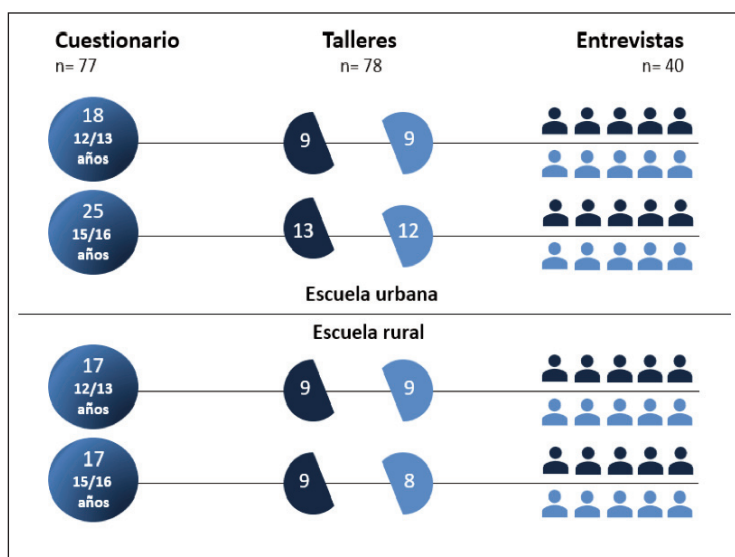 Cuestionario
n= 77
Talleres
n= 78
Entrevistas
n= 40
18
12/13
años
9
9
25
15/16
años
13
12
Escuela urbana
Escuela rural
17
12/13
años
9
9
17
15/16
años
9
8